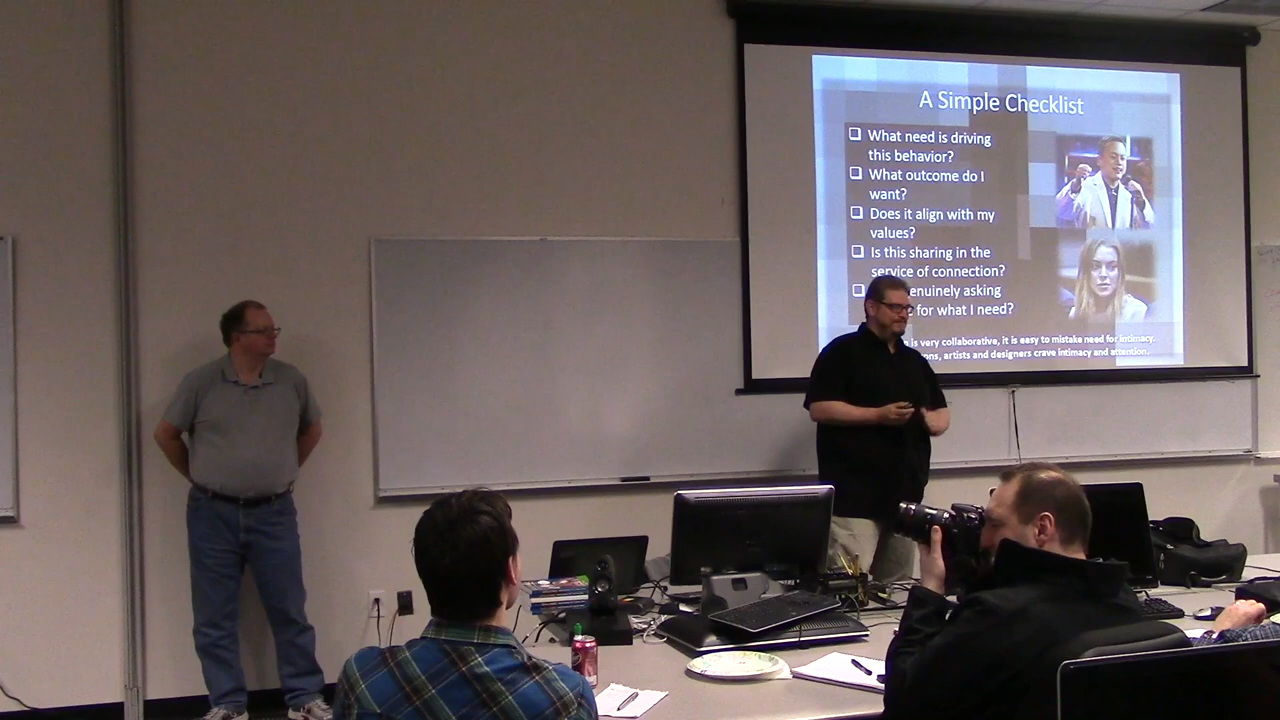 A Simple Checklist
What need is driving
this behavior?
What outcome do I
want?
Does it align with my
values?
Is this sharing in the
service of connection?
enuinely asking
for what I need?
is very collaborative, it is easy to mistake need for intimacy.
artists and designers crave intimacy and attention.